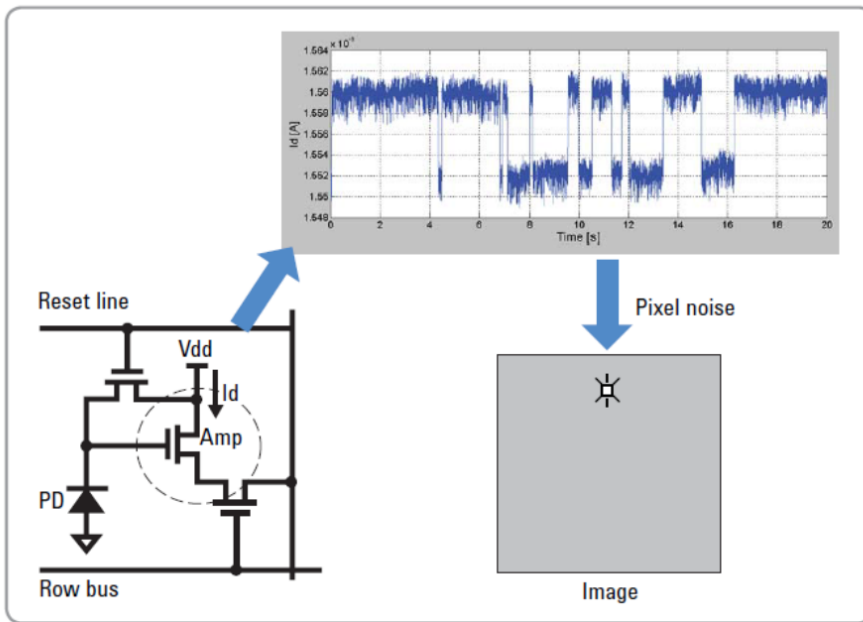 1.564
1.562
1.56
1.558
1.556
1.554
1.552
1.55
1.548
Id [A]
0 2 4 6 8 10 12 14 16 18 20
Time [s]
Reset line
Vdd
Id
Amp
PD
Row bus
Pixel noise
Image